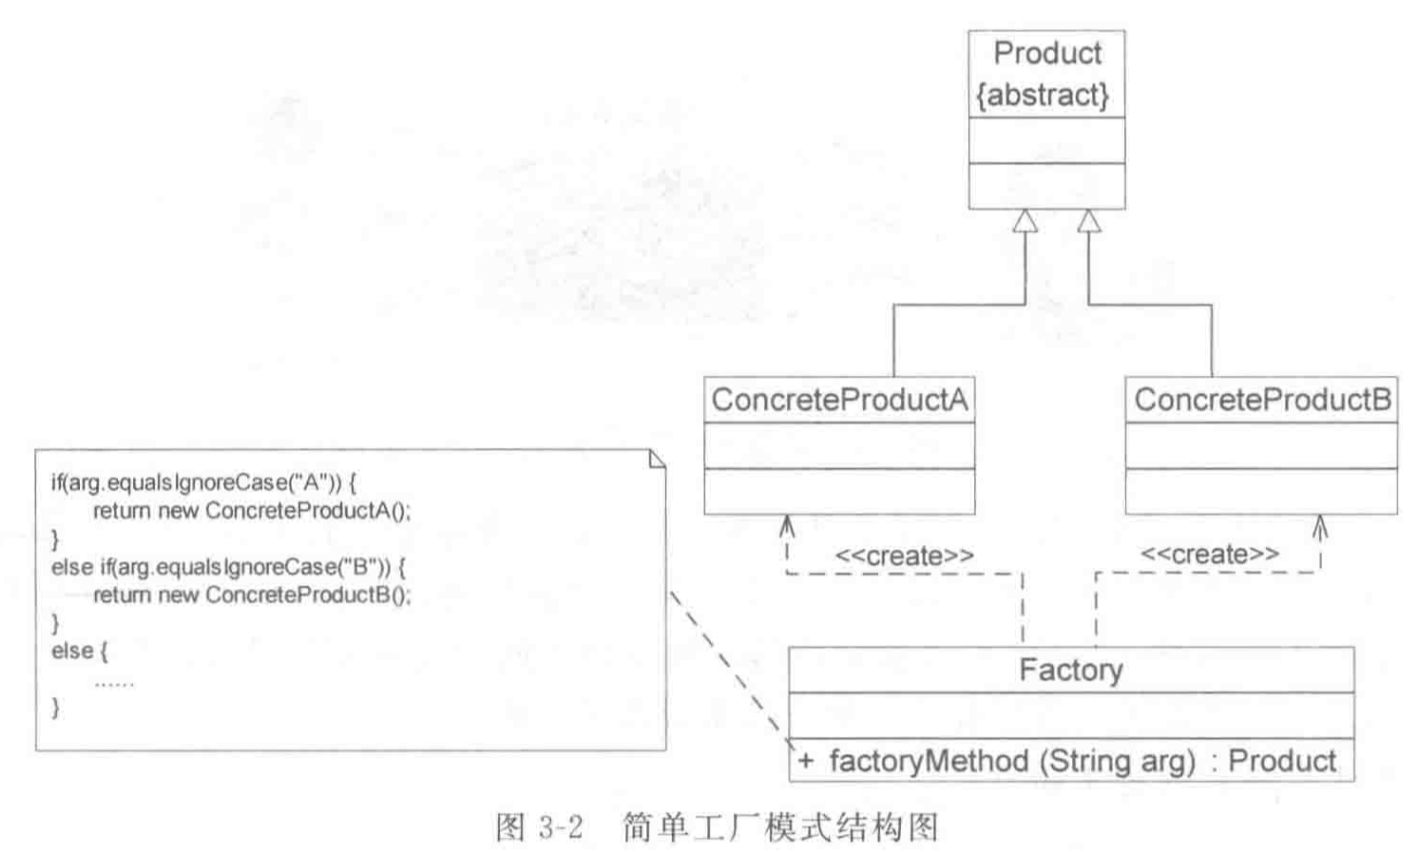 Product
{abstract}
ConcreteProductA
ConcreteProductB
if(arg.equalsIgnoreCase("A")) {
return new ConcreteProductA();
}
else if(arg.equalsIgnoreCase("B")) {
return new ConcreteProductB();
}
else {
......
}
<<create>>
<<create>>
Factory
+ factoryMethod (String arg) : Product
图 3-2 简单工厂模式结构图